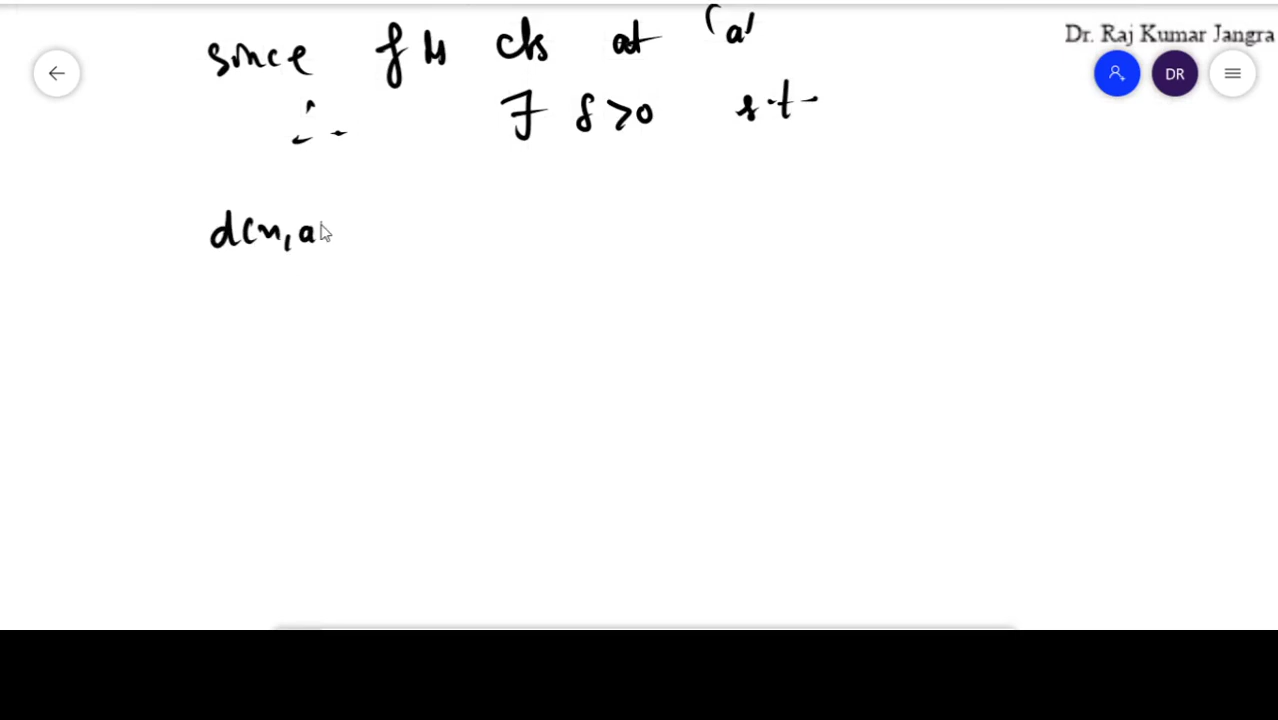 since f is cts at 'a'
Dr. Raj Kumar Jangra
DR
∴ ∃ δ>0 s.t.
d(x,a